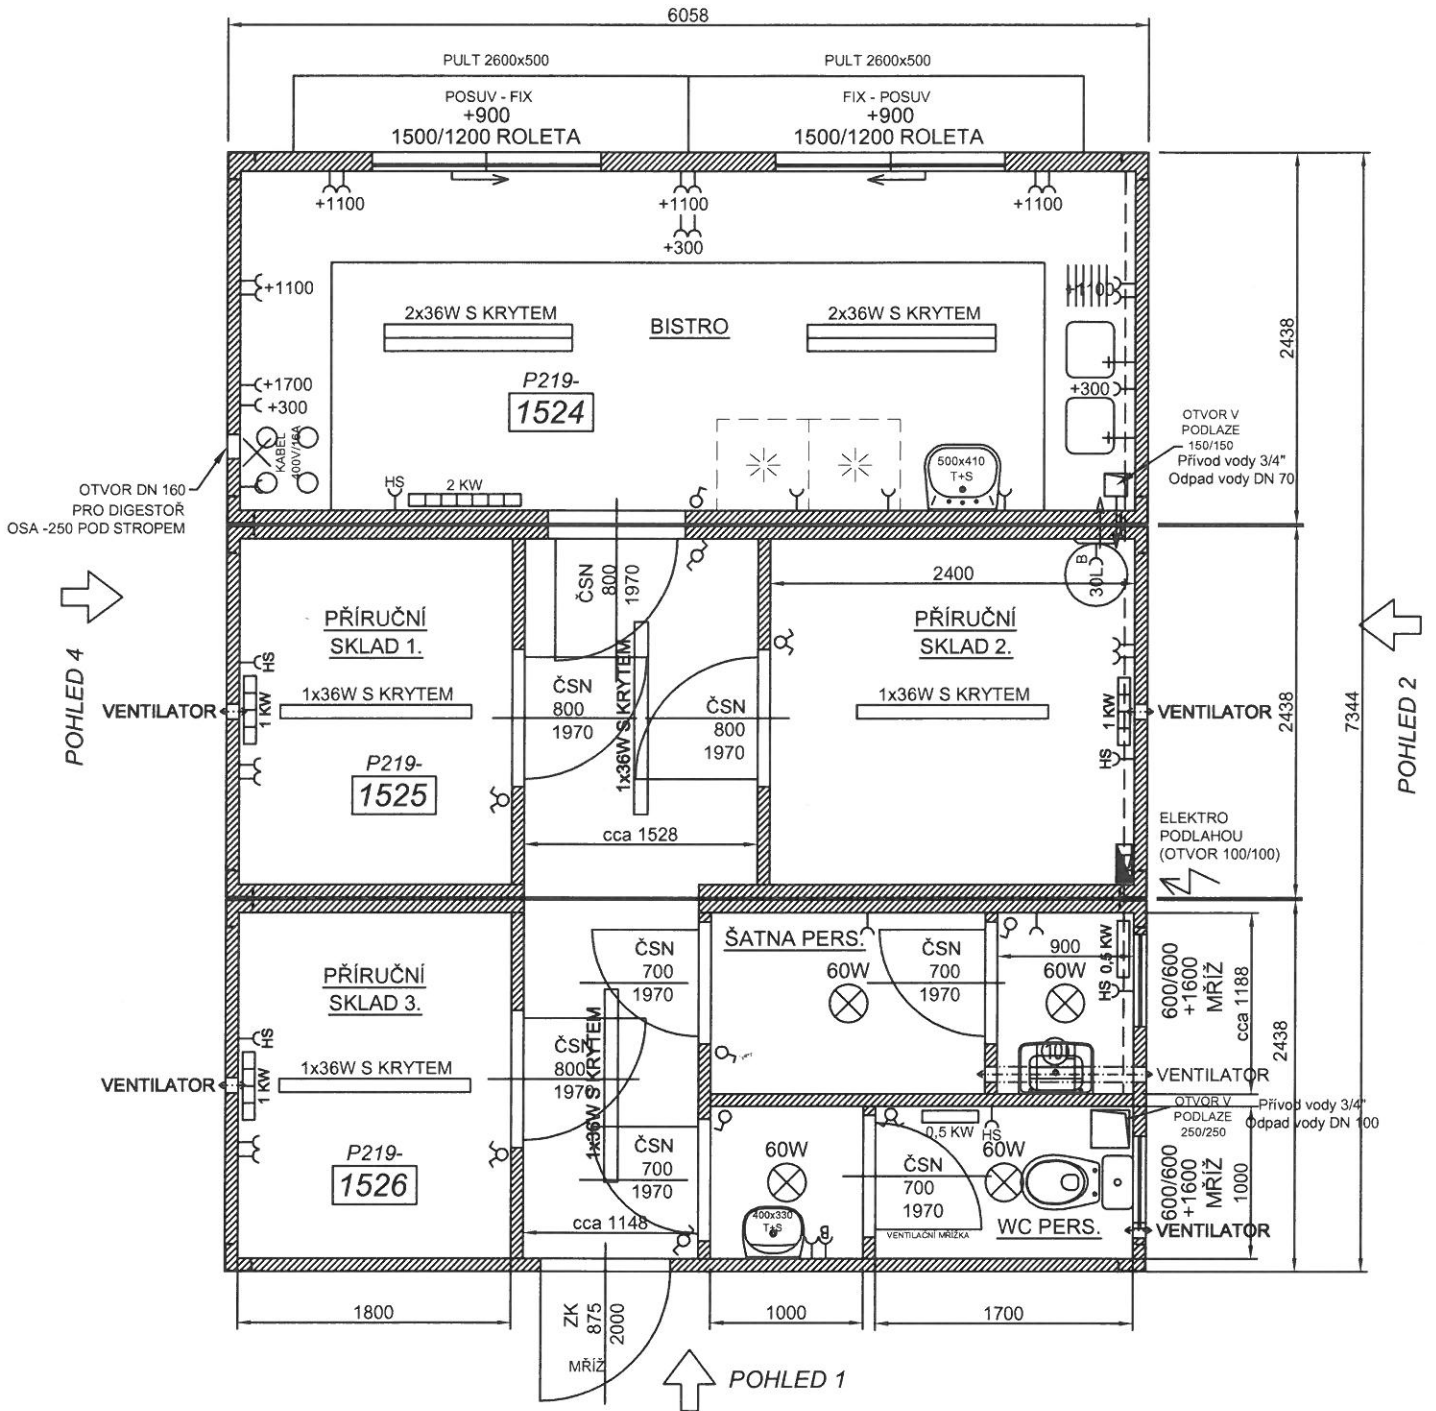 6058
PULT 2600x500
PULT 2600x500
POSUV - FIX
+900
1500/1200 ROLETA
FIX - POSUV
+900
1500/1200 ROLETA
+1100
+1100
+300
+1100
+1100
+1100
2x36W S KRYTEM
BISTRO
2x36W S KRYTEM
2438
P219-
1524
+1700
+300
+300
KABEL
400V/16A
OTVOR DN 160
PRO DIGESTOŘ
OSA -250 POD STROPEM
HS
2 KW
500x410
T+S
OTVOR V
PODLAZE
150/150
Přívod vody 3/4"
Odpad vody DN 70
POHLED 4
PŘÍRUČNÍ
SKLAD 1.
HS
1x36W S KRYTEM
VENTILATOR
1 KW
P219-
1525
ČSN
800
1970
ČSN
800
1970
1x36W S KRYTEM
ČSN
800
1970
cca 1528
2400
B
30L
PŘÍRUČNÍ
SKLAD 2.
1x36W S KRYTEM
1 KW
HS
VENTILATOR
2438
7344
POHLED 2
ELEKTRO
PODLAHOU
(OTVOR 100/100)
PŘÍRUČNÍ
SKLAD 3.
HS
1x36W S KRYTEM
VENTILATOR
1 KW
P219-
1526
ČSN
700
1970
ČSN
800
1970
1x36W S KRYTEM
ČSN
700
1970
cca 1148
ŠATNA PERS.
60W
ČSN
700
1970
900
60W
HS 0,5 KW
10L
600/600
+1600
MŘÍŽ
cca 1188
2438
VENTILATOR
OTVOR V
PODLAZE
250/250
Přívod vody 3/4"
Odpad vody DN 100
60W
400x330
T+S
B
0,5 KW
HS
60W
ČSN
700
1970
VENTILAČNÍ MŘÍŽKA
WC PERS.
600/600
+1600
MŘÍŽ
1000
VENTILATOR
1800
ZK
875
2000
MŘÍŽ
1000
1700
POHLED 1